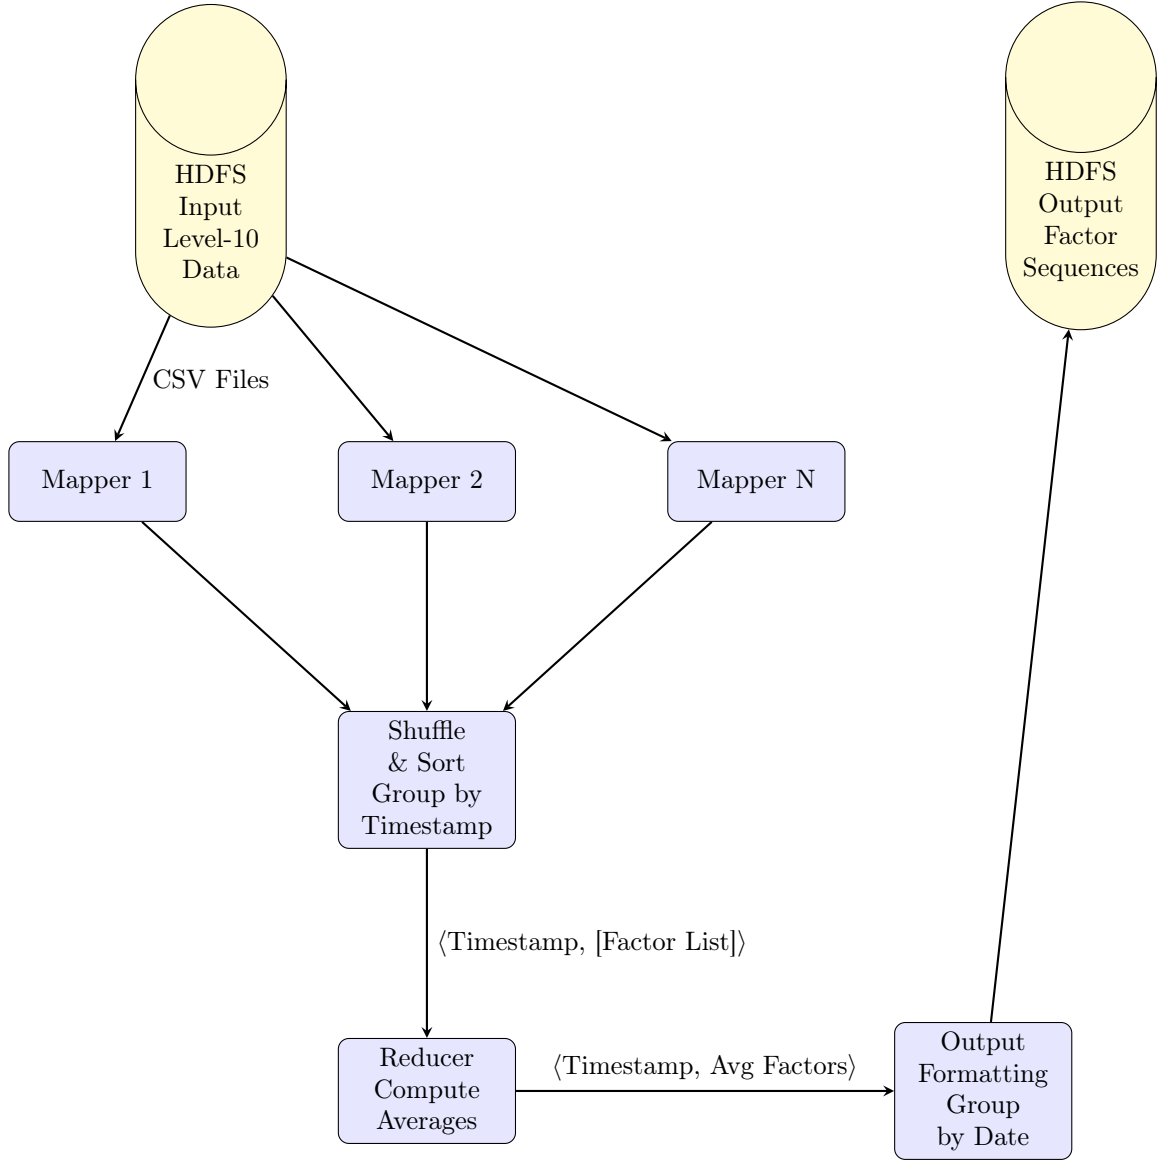 HDFS
Input
Level-10
Data
HDFS
Output
Factor
Sequences
CSV Files
Mapper 1
Mapper 2
Mapper N
Shuffle
& Sort
Group by
Timestamp
⟨Timestamp, [Factor List]⟩
Reducer
Compute
Averages
⟨Timestamp, Avg Factors⟩
Output
Formatting
Group
by Date